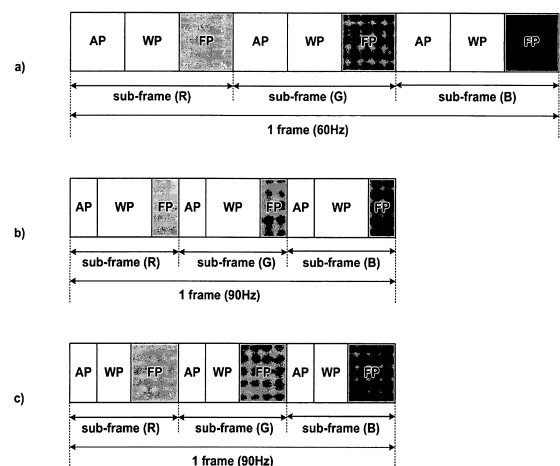 a)
AP WP FP AP WP FP AP WP FP
sub-frame (R) sub-frame (G) sub-frame (B)
1 frame (60Hz)
b)
AP WP FP AP WP FP AP WP FP
sub-frame (R) sub-frame (G) sub-frame (B)
1 frame (90Hz)
c)
AP WP FP AP WP FP AP WP FP
sub-frame (R) sub-frame (G) sub-frame (B)
1 frame (90Hz)